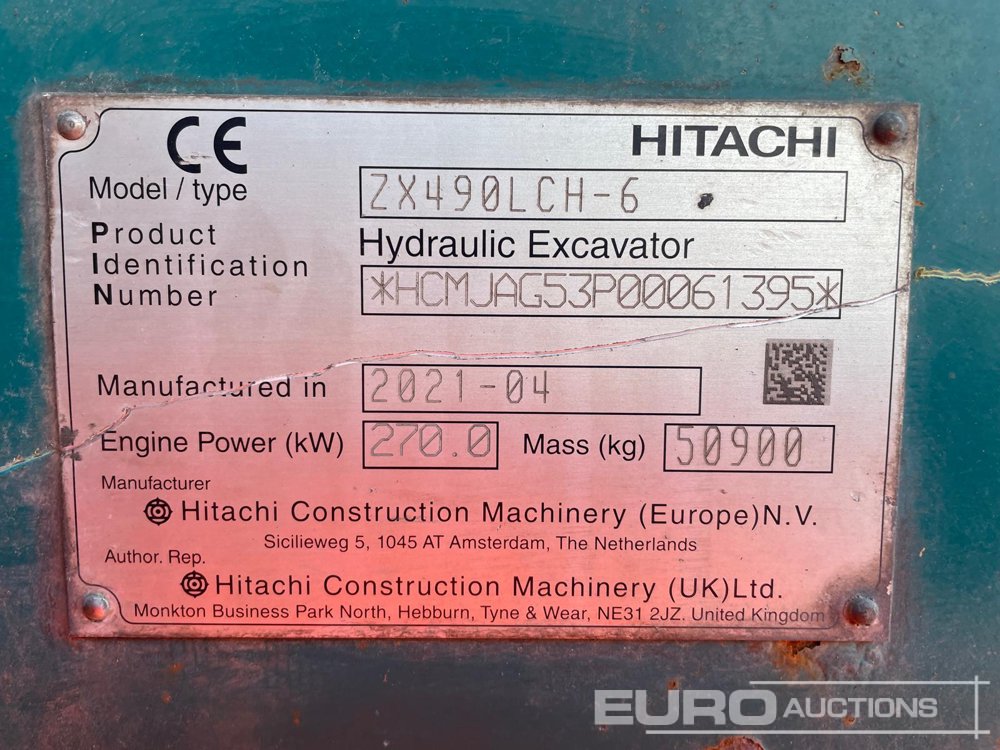 CE HITACHI
Model / type ZX490LCH-6
Product Hydraulic Excavator
Identification
Number *HCMJAG53P00061395*
Manufactured in 2021-04
Engine Power (kW) 270.0 Mass (kg) 50900
Manufacturer
Hitachi Construction Machinery (Europe)N.V.
Sicilieweg 5, 1045 AT Amsterdam, The Netherlands
Author. Rep.
Hitachi Construction Machinery (UK)Ltd.
Monkton Business Park North, Hebburn, Tyne & Wear, NE31 2JZ. United Kingdom
EURO AUCTIONS